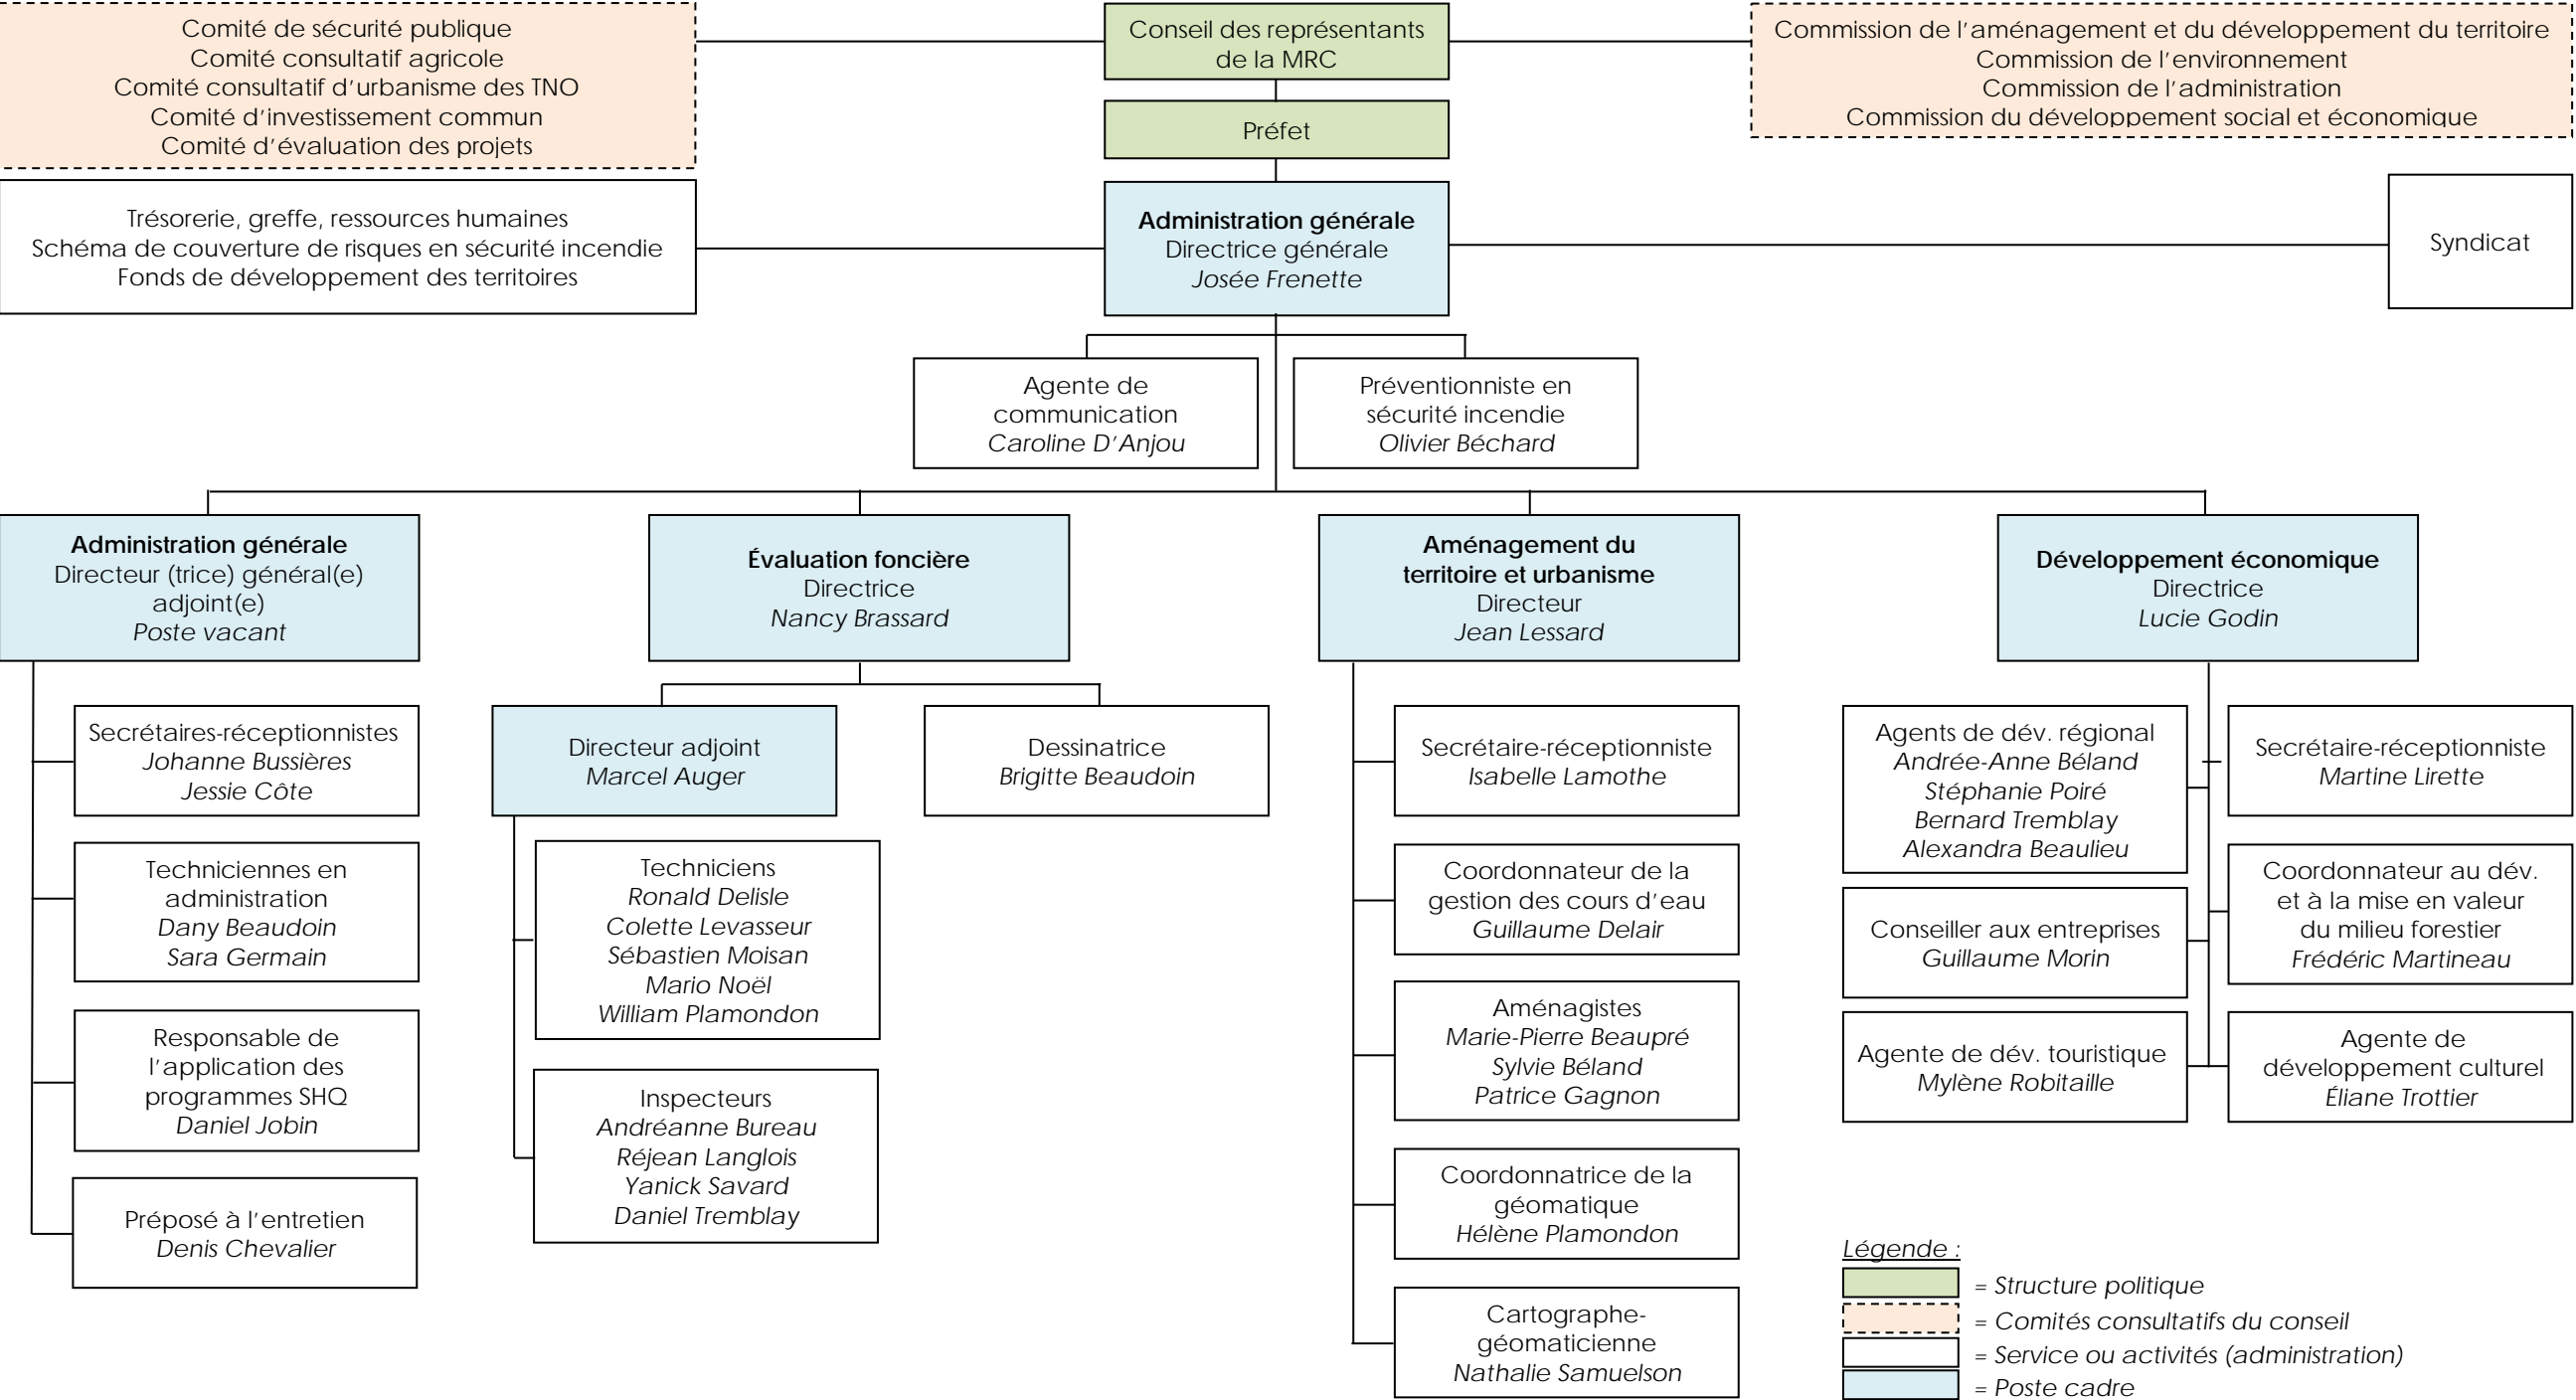 Comité de sécurité publique
Comité consultatif agricole
Comité consultatif d'urbanisme des TNO
Comité d'investissement commun
Comité d'évaluation des projets
Conseil des représentants
de la MRC
Préfet
Commission de l'aménagement et du développement du territoire
Commission de l'environnement
Commission de l'administration
Commission du développement social et économique
Trésorerie, greffe, ressources humaines
Schéma de couverture de risques en sécurité incendie
Fonds de développement des territoires
Administration générale
Directrice générale
Josée Frenette
Syndicat
Agente de
communication
Caroline D'Anjou
Préventionniste en
sécurité incendie
Olivier Béchard
Administration générale
Directeur (trice) général(e)
adjoint(e)
Poste vacant
Évaluation foncière
Directrice
Nancy Brassard
Aménagement du
territoire et urbanisme
Directeur
Jean Lessard
Développement économique
Directrice
Lucie Godin
Secrétaires-réceptionnistes
Johanne Bussières
Jessie Côte
Techniciennes en
administration
Dany Beaudoin
Sara Germain
Responsable de
l'application des
programmes SHQ
Daniel Jobin
Préposé à l'entretien
Denis Chevalier
Directeur adjoint
Marcel Auger
Dessinatrice
Brigitte Beaudoin
Techniciens
Ronald Delisle
Colette Levasseur
Sébastien Moisan
Mario Noël
William Plamondon
Inspecteurs
Andréanne Bureau
Réjean Langlois
Yanick Savard
Daniel Tremblay
Secrétaire-réceptionniste
Isabelle Lamothe
Coordonnateur de la
gestion des cours d'eau
Guillaume Delair
Aménagistes
Marie-Pierre Beaupré
Sylvie Béland
Patrice Gagnon
Coordonnatrice de la
géomatique
Hélène Plamondon
Cartographe-
géomaticienne
Nathalie Samuelson
Agents de dév. régional
Andrée-Anne Béland
Stéphanie Poiré
Bernard Tremblay
Alexandra Beaulieu
Conseiller aux entreprises
Guillaume Morin
Agente de dév. touristique
Mylène Robitaille
Secrétaire-réceptionniste
Martine Lirette
Coordonnateur au dév.
et à la mise en valeur
du milieu forestier
Frédéric Martineau
Agente de
développement culturel
Éliane Trottier
Légende :
= Structure politique
= Comités consultatifs du conseil
= Service ou activités (administration)
= Poste cadre